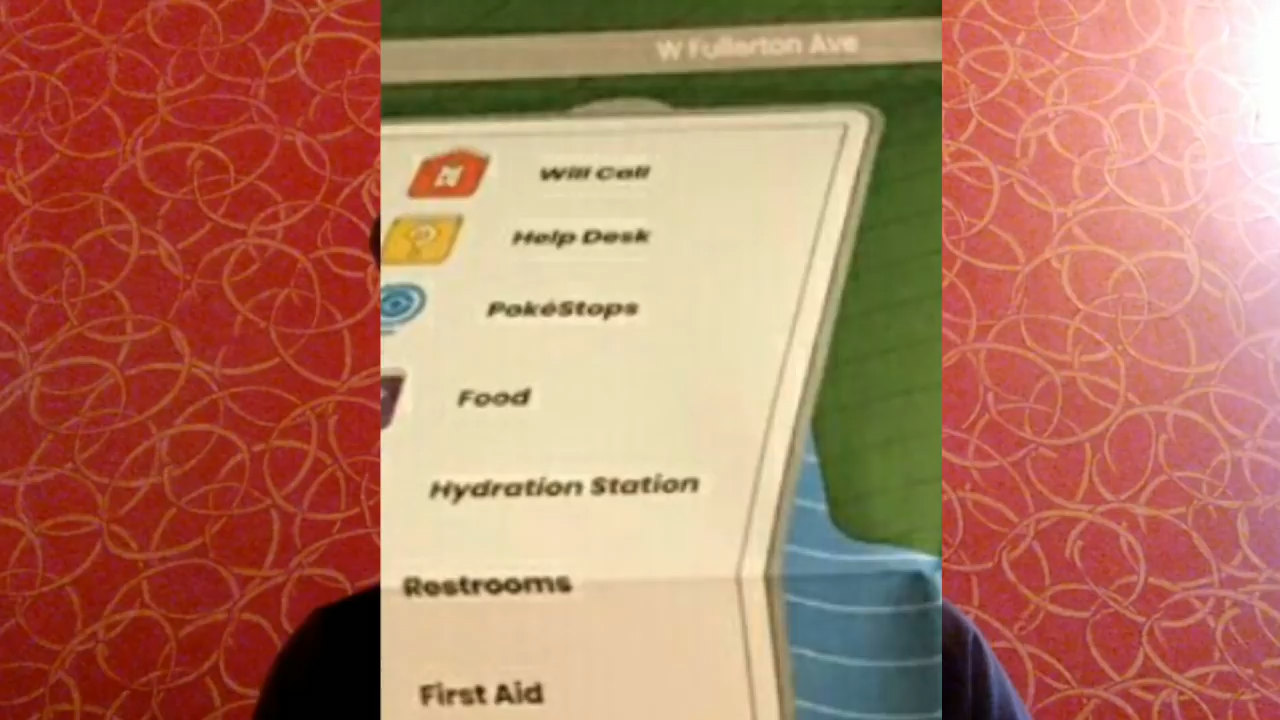 W Fullerton Ave
Will Call
Help Desk
PokéStops
Food
Hydration Station
Restrooms
First Aid